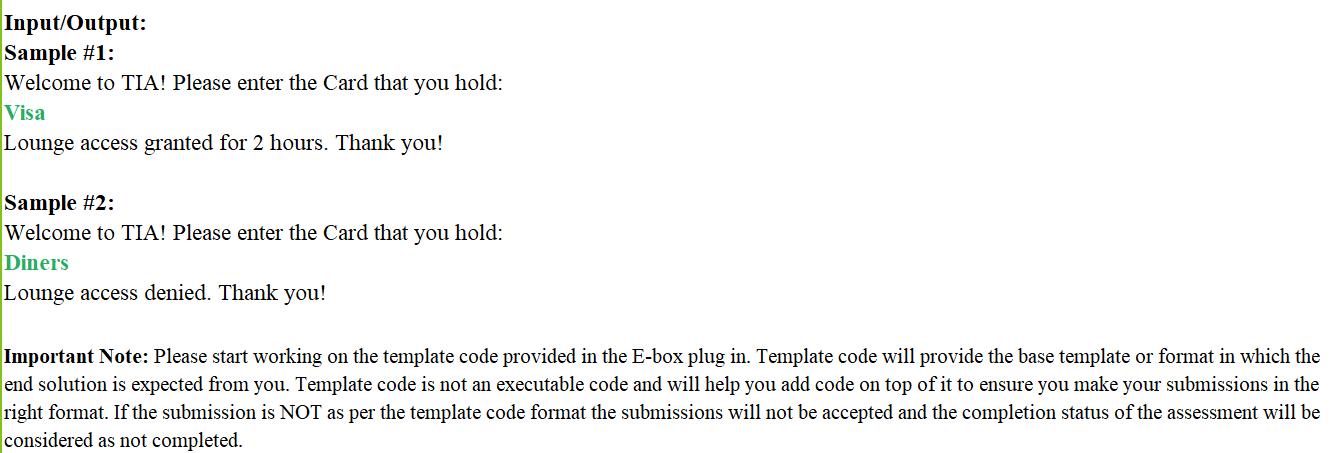 Input/Output:
Sample #1:
Welcome to TIA! Please enter the Card that you hold:
Visa
Lounge access granted for 2 hours. Thank you!
Sample #2:
Welcome to TIA! Please enter the Card that you hold:
Diners
Lounge access denied. Thank you!
Important Note: Please start working on the template code provided in the E-box plug in. Template code will provide the base template or format in which the
end solution is expected from you. Template code is not an executable code and will help you add code on top of it to ensure you make your submissions in the
right format. If the submission is NOT as per the template code format the submissions will not be accepted and the completion status of the assessment will be
considered as not completed.